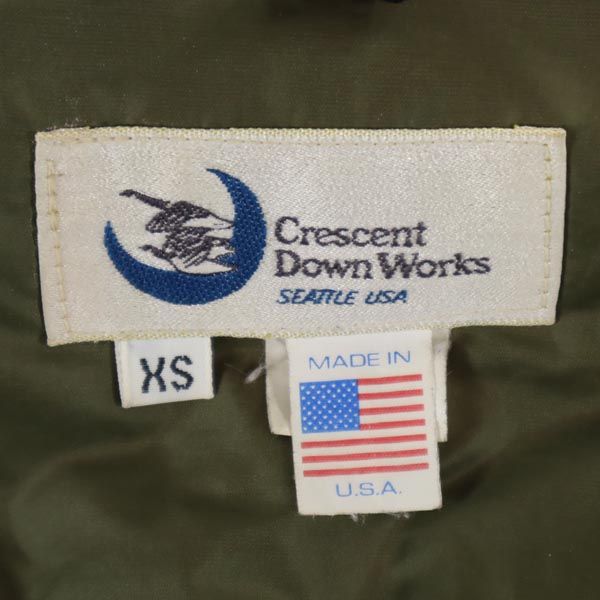 Crescent
Down Works
SEATTLE USA
XS
MADE IN
U.S.A.